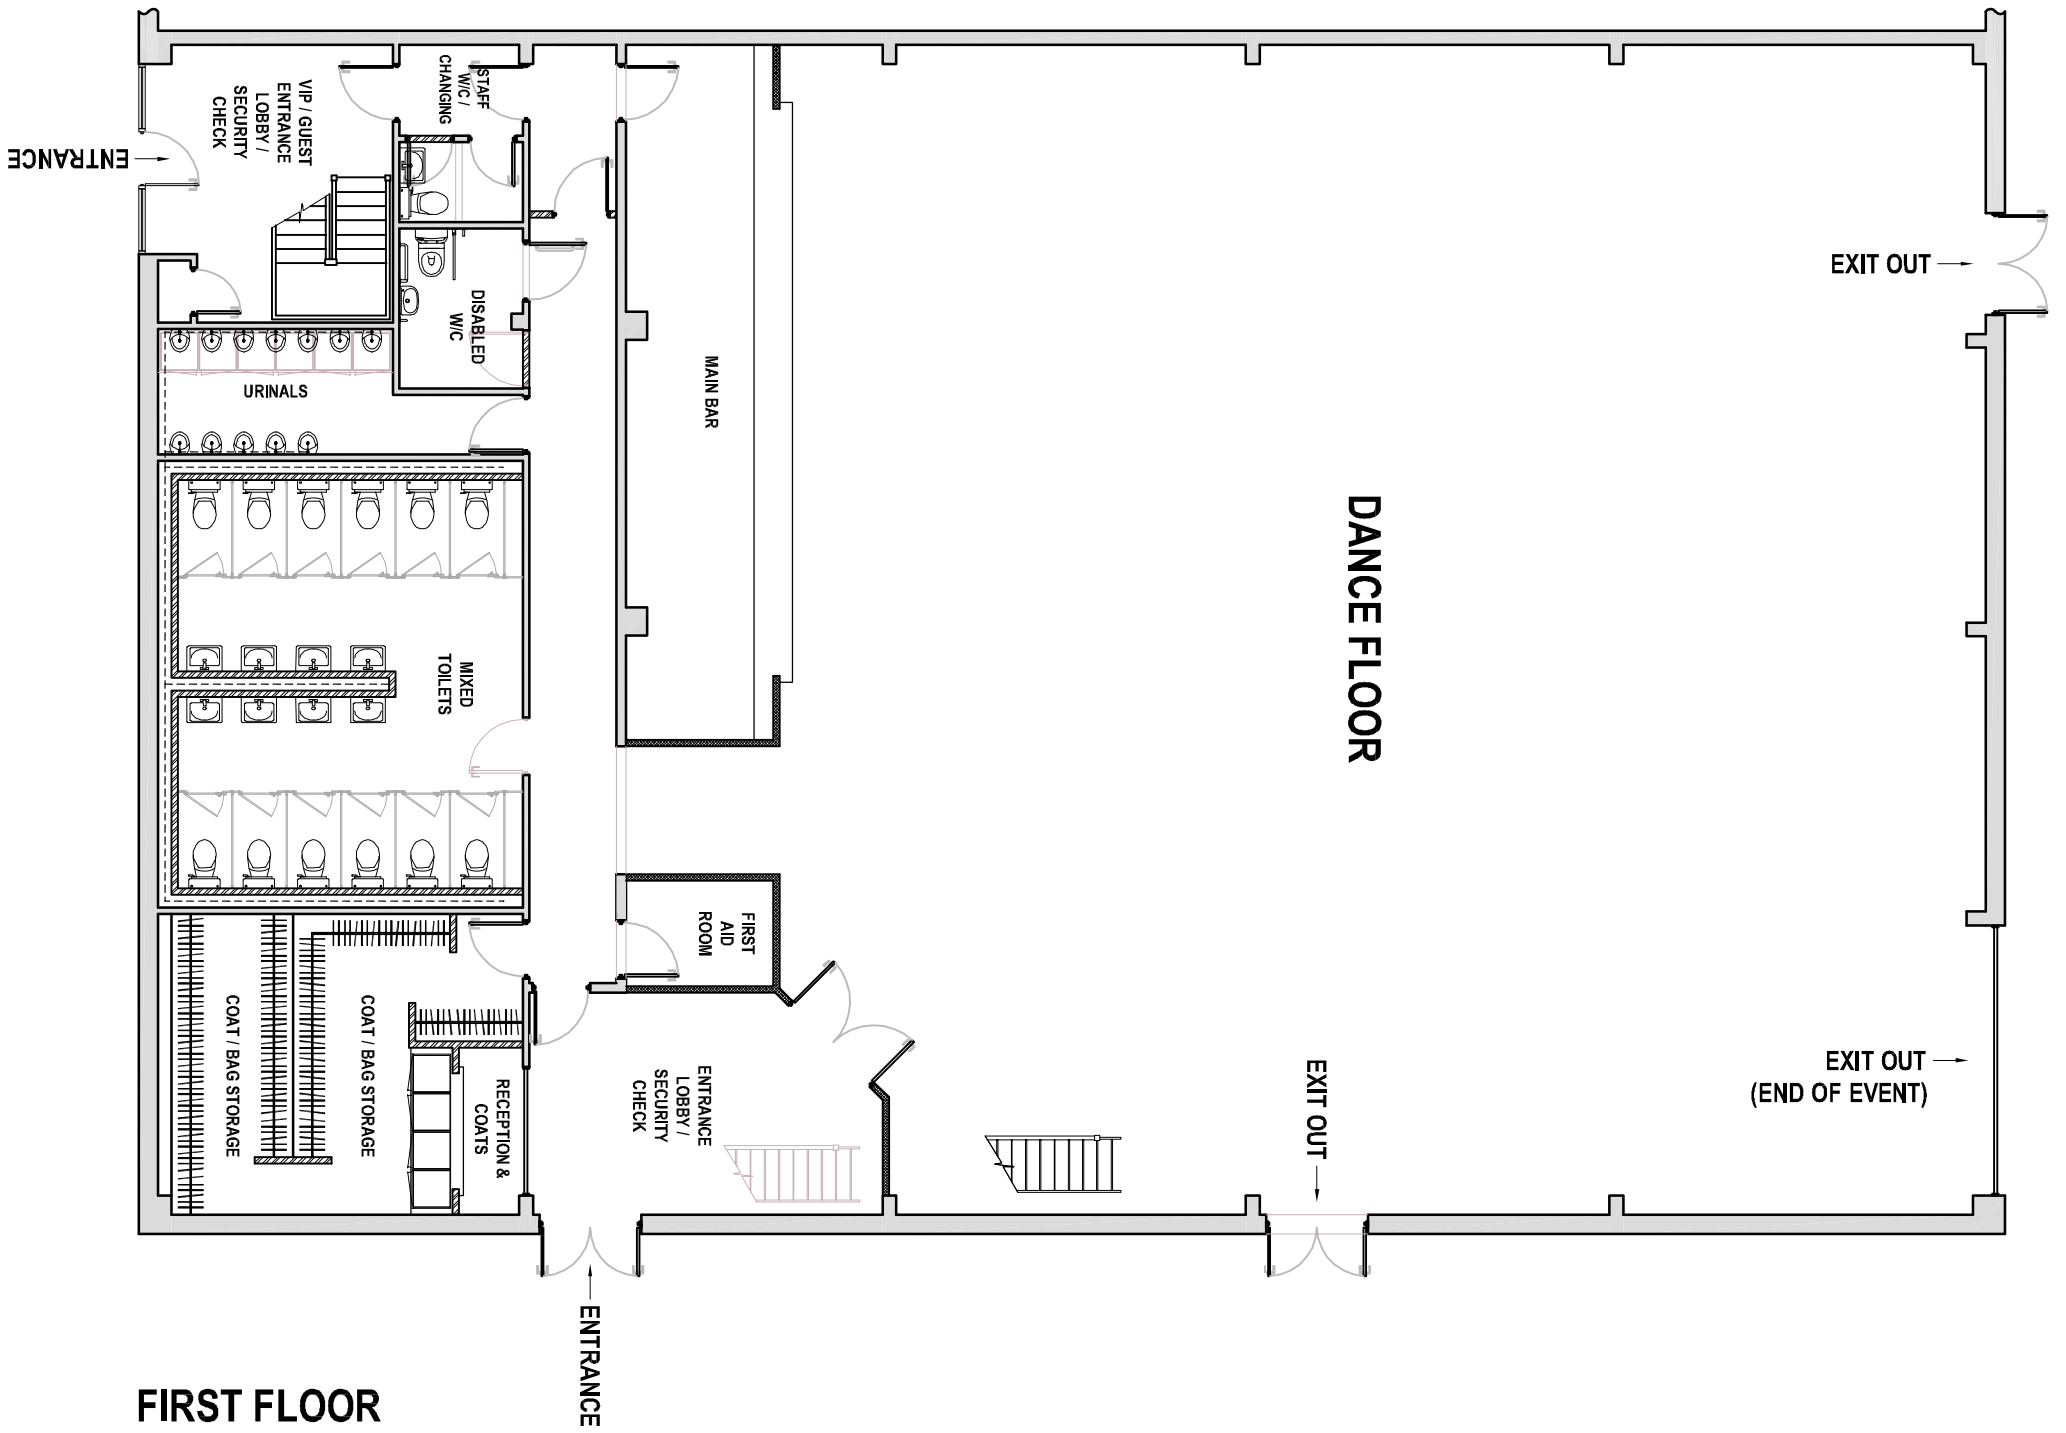 VIP / GUEST
ENTRANCE
LOBBY /
SECURITY
CHECK
STAFF
W/C /
CHANGING
ENTRANCE
DISABLED
W/C
URINALS
MAIN BAR
EXIT OUT
DANCE FLOOR
MIXED
TOILETS
FIRST
AID
ROOM
COAT / BAG STORAGE
COAT / BAG STORAGE
RECEPTION &
COATS
ENTRANCE
LOBBY /
SECURITY
CHECK
EXIT OUT
EXIT OUT
(END OF EVENT)
ENTRANCE
FIRST FLOOR